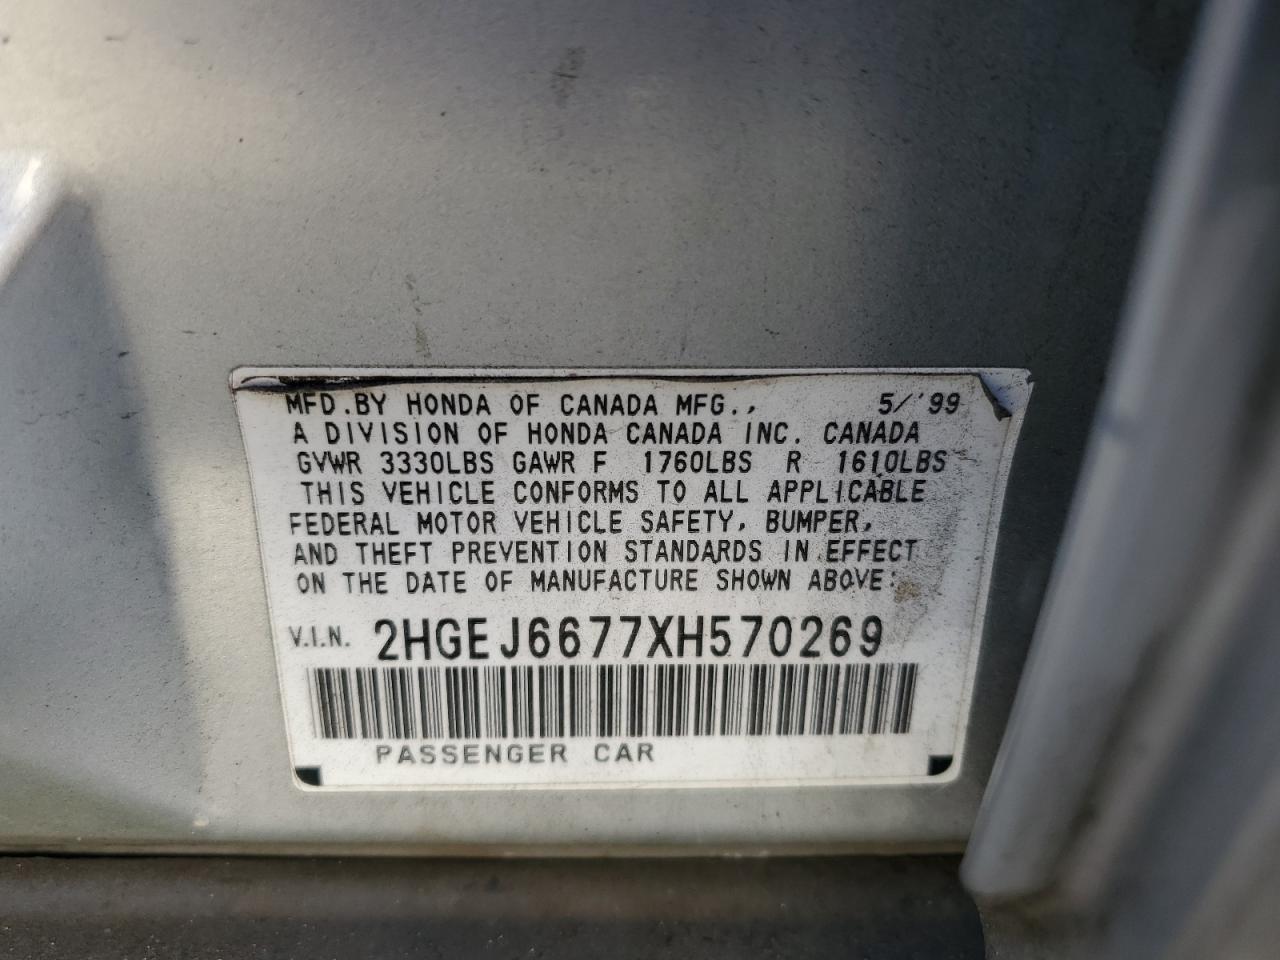 MFD.BY HONDA OF CANADA MFG., 5/'99
A DIVISION OF HONDA CANADA INC. CANADA
GVWR 3330LBS GAWR F 1760LBS R 1610LBS
THIS VEHICLE CONFORMS TO ALL APPLICABLE
FEDERAL MOTOR VEHICLE SAFETY, BUMPER,
AND THEFT PREVENTION STANDARDS IN EFFECT
ON THE DATE OF MANUFACTURE SHOWN ABOVE:
V.I.N. 2HGEJ6677XH570269
PASSENGER CAR